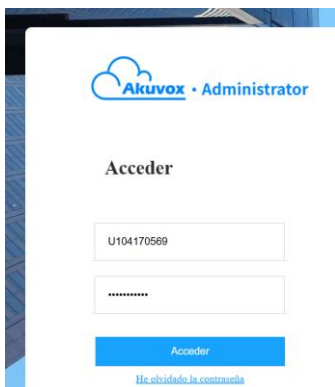 Akuvox · Administrator
Acceder
U104170569
•••••••••••
Acceder
He olvidado la contraseña